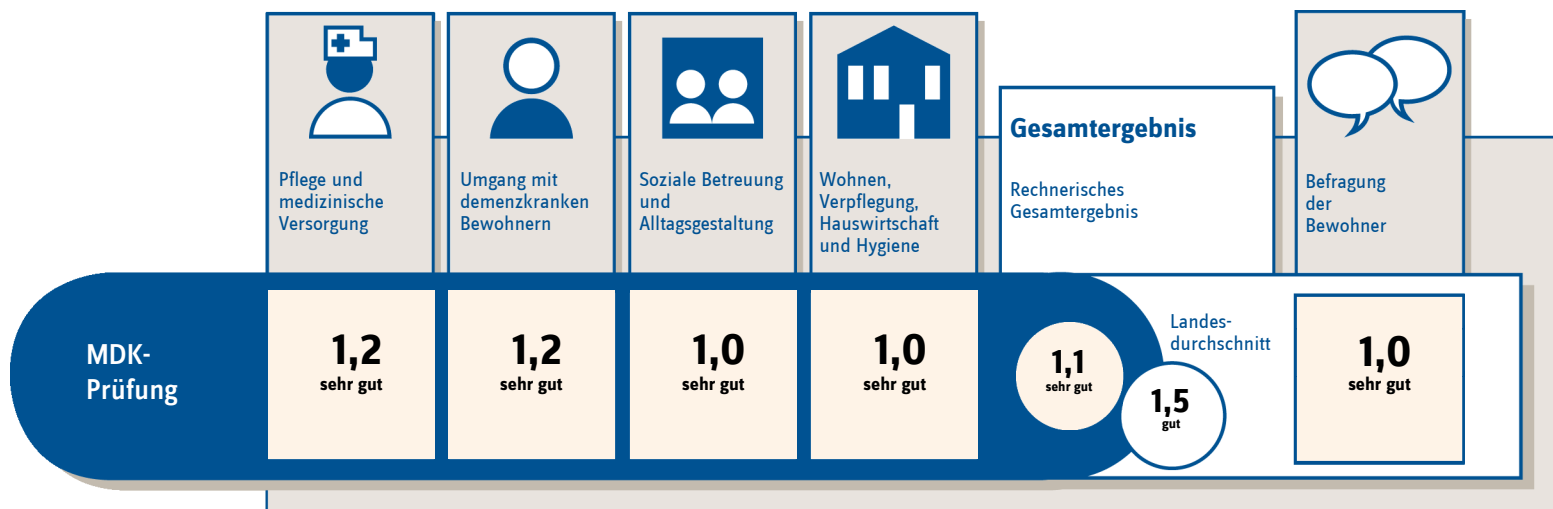 Pflege und
medizinische
Versorgung
Umgang mit
demenzkranken
Bewohnern
Soziale Betreuung
und
Alltagsgestaltung
Wohnen,
Verpflegung,
Hauswirtschaft
und Hygiene
Gesamtergebnis
Rechnerisches
Gesamtergebnis
Befragung
der
Bewohner
MDK-
Prüfung
1,2
sehr gut
1,2
sehr gut
1,0
sehr gut
1,0
sehr gut
1,1
sehr gut
Landes-
durchschnitt
1,5
gut
1,0
sehr gut